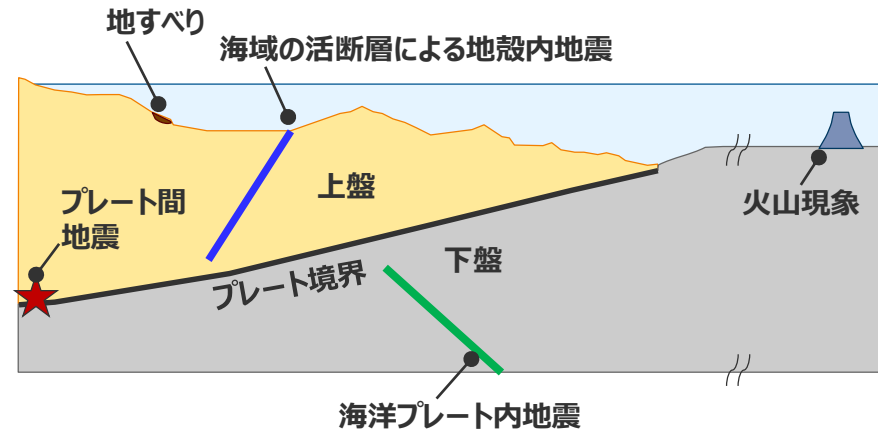 地すべり
海域の活断層による地殻内地震
上盤
プレート間
地震
火山現象
下盤
プレート境界
海洋プレート内地震